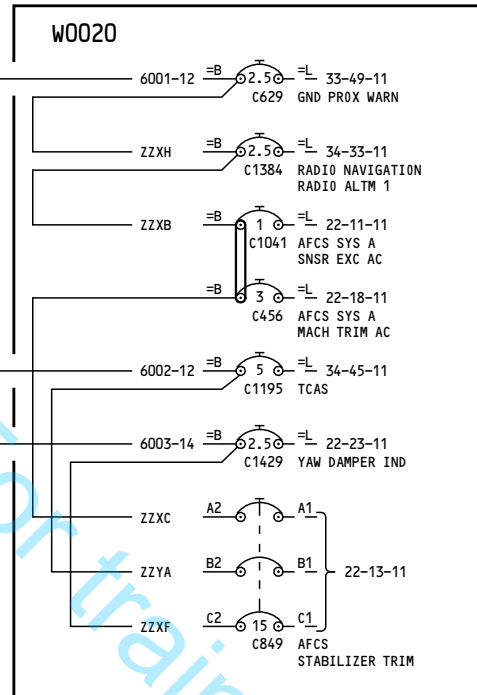 W0020
6001-12 =B 2.5 =L 33-49-11
C629 GND PROX WARN
ZZXH =B 2.5 =L 34-33-11
C1384 RADIO NAVIGATION
RADIO ALTM 1
ZZXB =B 1 =L 22-11-11
C1041 AFCS SYS A
SNSR EXC AC
=B 3 =L 22-18-11
C456 AFCS SYS A
MACH TRIM AC
6002-12 =B 5 =L 34-45-11
C1195 TCAS
6003-14 =B 2.5 =L 22-23-11
C1429 YAW DAMPER IND
ZZXC A2 A1
ZZYA B2 B1 22-13-11
ZZXF C2 15 C1
C849 AFCS
STABILIZER TRIM
or train